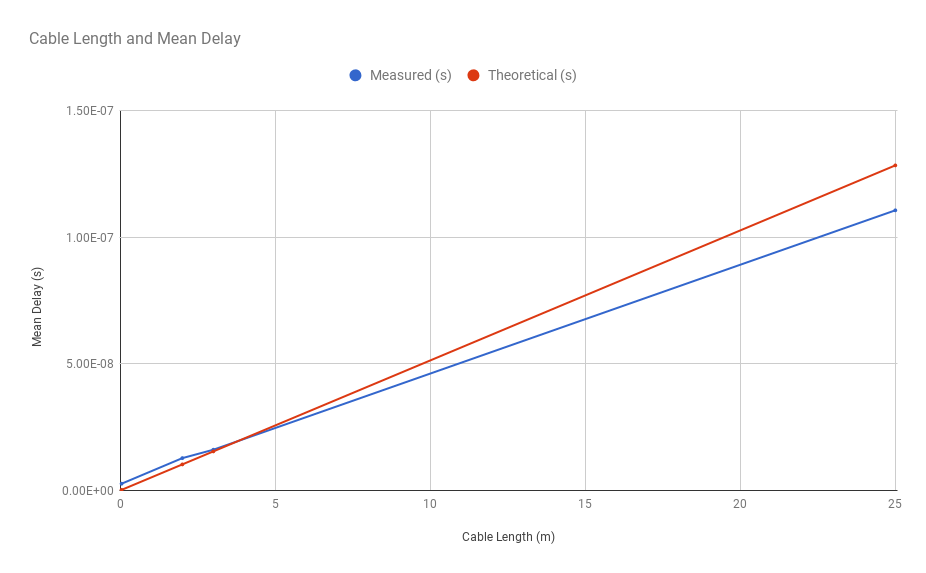 Cable Length and Mean Delay
Measured (s) Theoretical (s)
1.50E-07
1.00E-07
5.00E-08
0.00E+00
Mean Delay (s)
0 5 10 15 20 25
Cable Length (m)